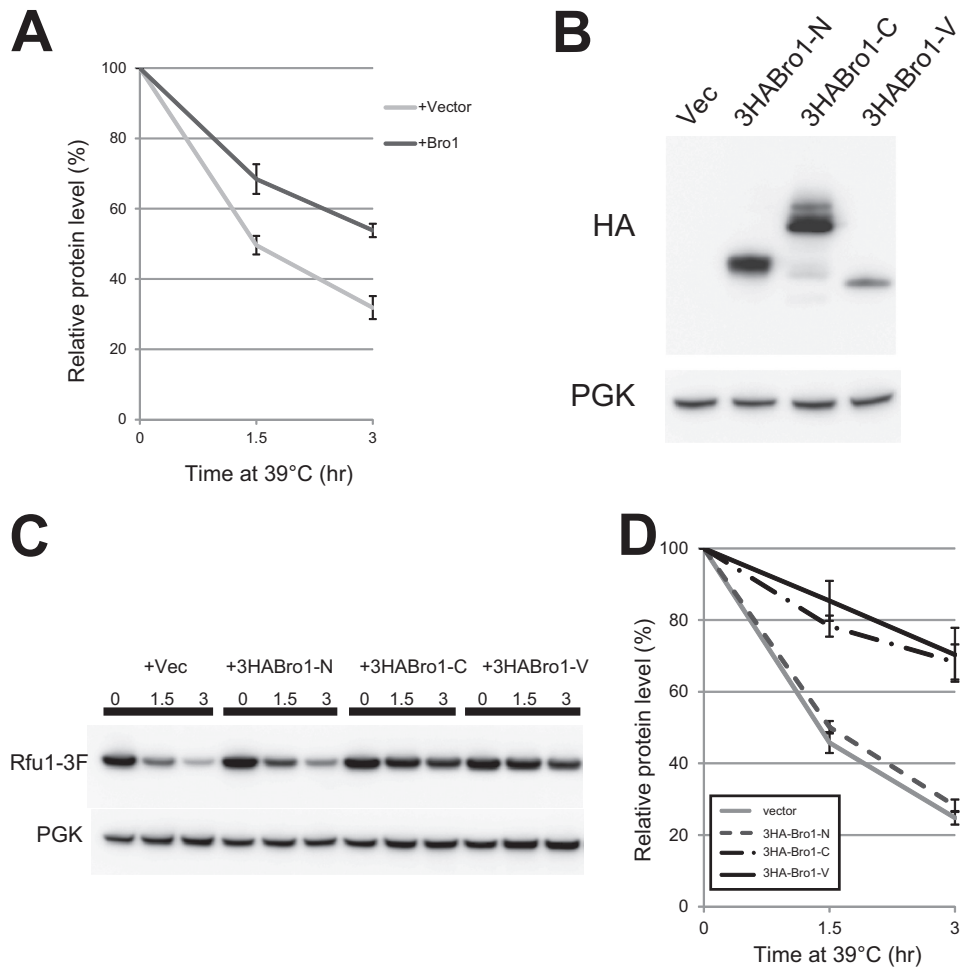 A
Relative protein level (%)
100
80
60
40
20
0
0 1.5 3
Time at 39°C (hr)
+Vector
+Bro1
B
Vec
3HABro1-N
3HABro1-C
3HABro1-V
HA
PGK
C
+Vec +3HABro1-N +3HABro1-C +3HABro1-V
0 1.5 3 0 1.5 3 0 1.5 3 0 1.5 3
Rfu1-3F
PGK
D
Relative protein level (%)
100
80
60
40
20
0
0 1.5 3
Time at 39°C (hr)
vector
3HA-Bro1-N
3HA-Bro1-C
3HA-Bro1-V